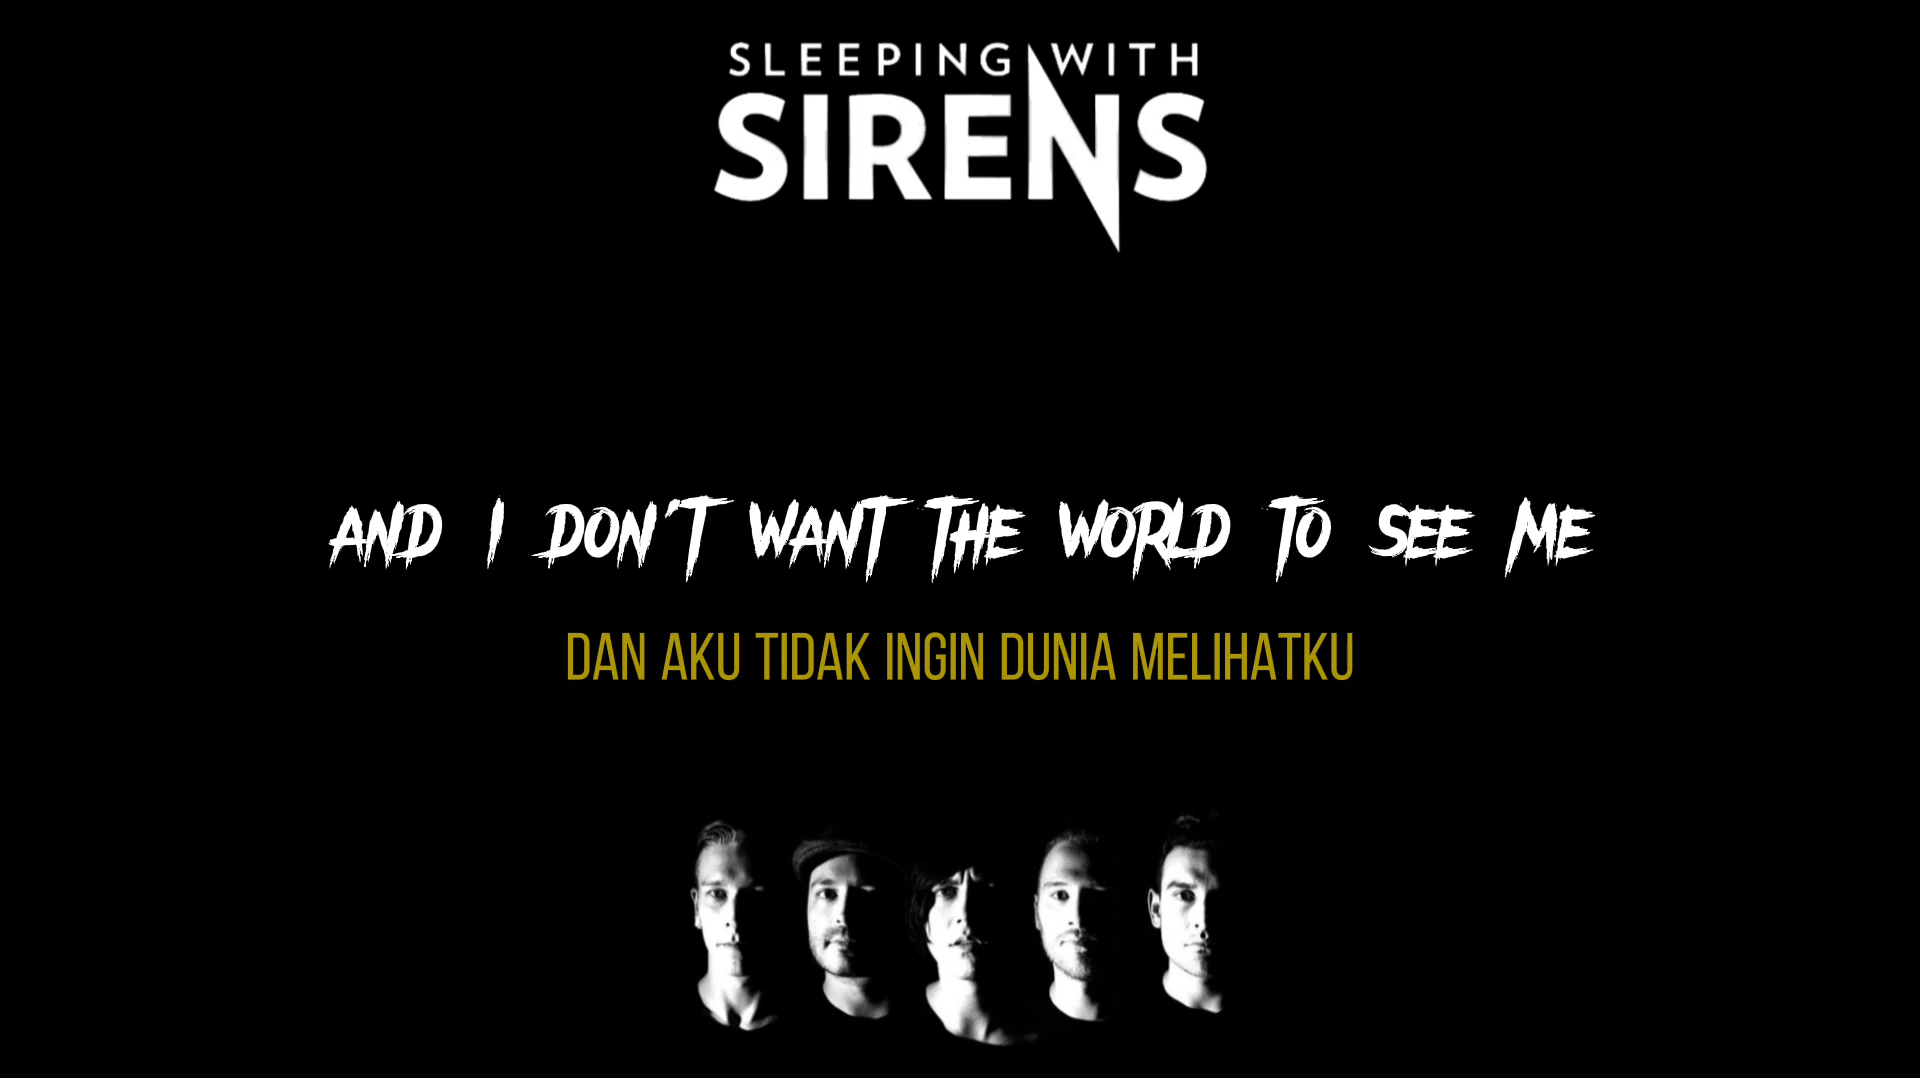 SLEEPING WITH
SIRENS
AND I DON'T WANT THE WORLD TO SEE ME
DAN AKU TIDAK INGIN DUNIA MELIHATKU